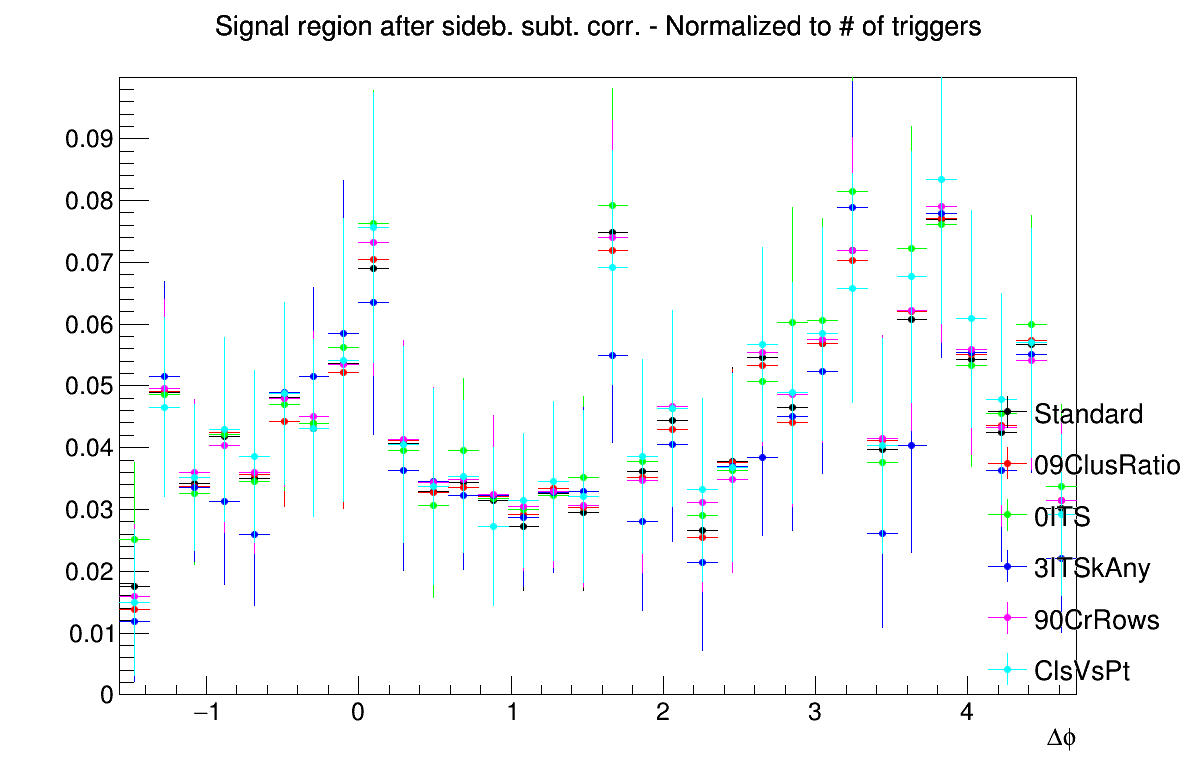 Signal region after sideb. subt. corr. - Normalized to # of triggers
0.09
0.08
0.07
0.06
0.05
0.04
0.03
0.02
0.01
0
Standard
09ClusRatio
0ITS
3ITSkAny
90CrRows
ClsVsPt
−1 0 1 2 3 4
Δϕ